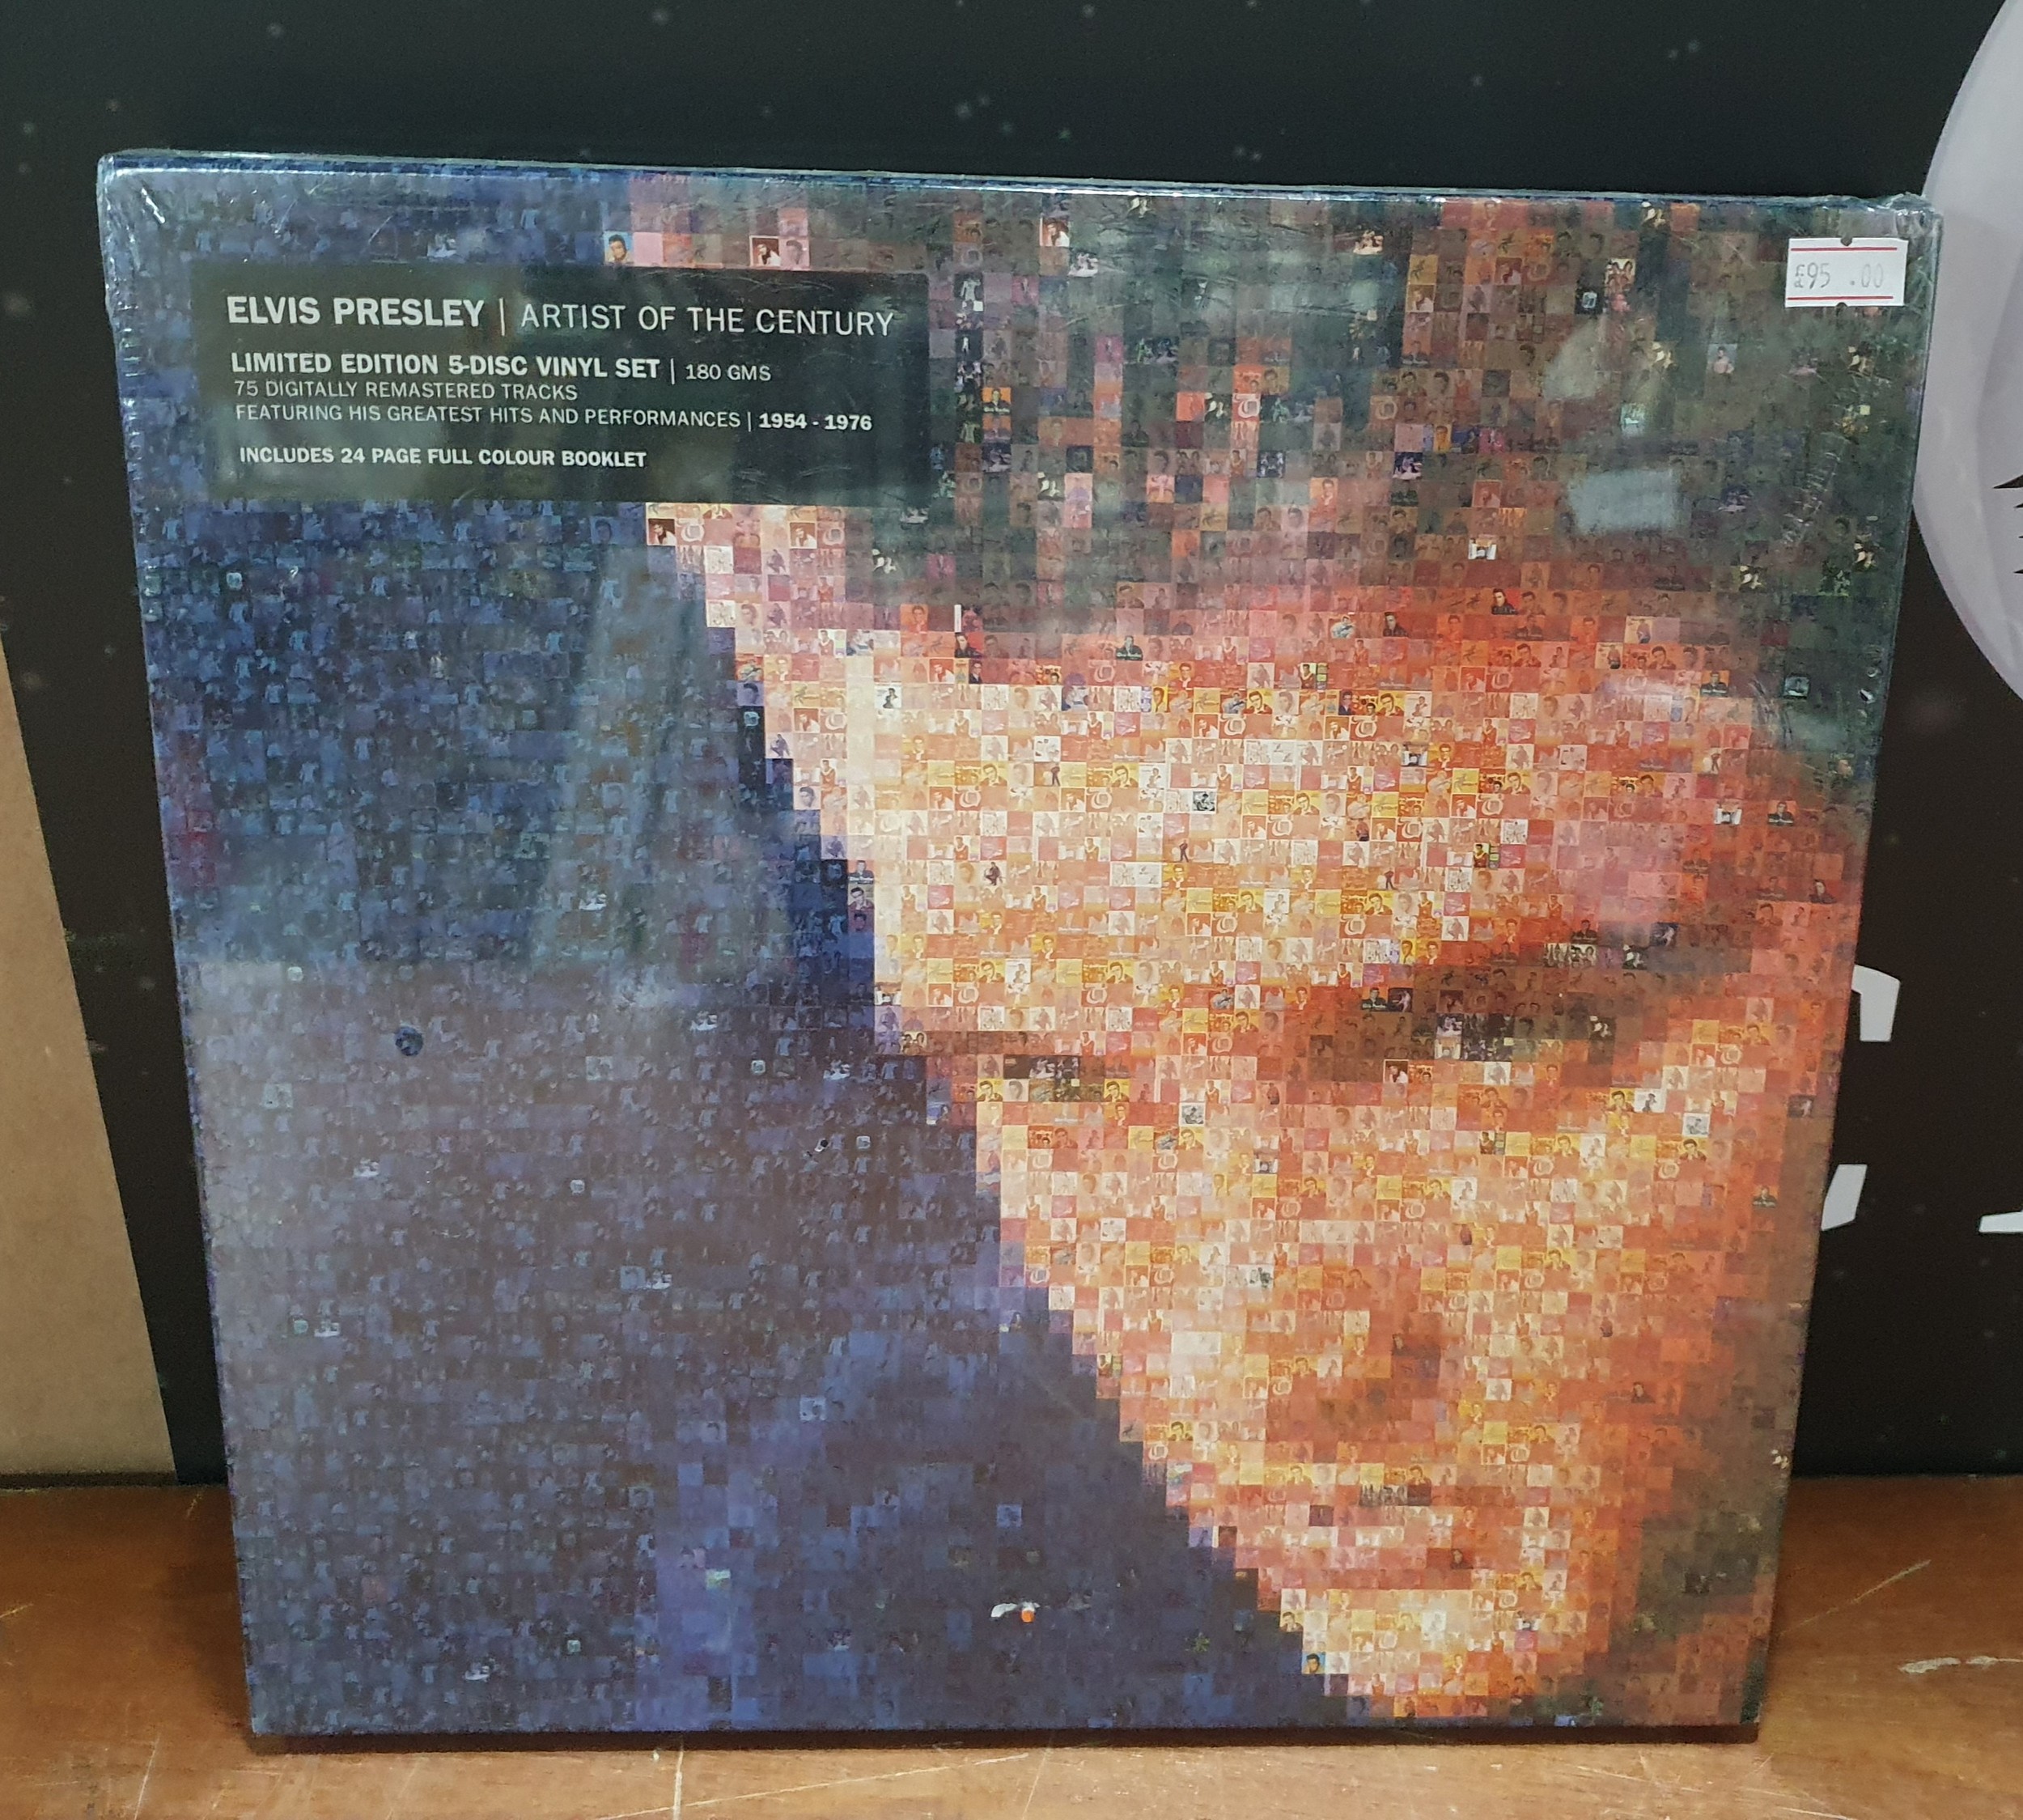 ELVIS PRESLEY | ARTIST OF THE CENTURY
LIMITED EDITION 5-DISC VINYL SET | 180 GMS
75 DIGITALLY REMASTERED TRACKS
FEATURING HIS GREATEST HITS AND PERFORMANCES | 1954 - 1976
INCLUDES 24 PAGE FULL COLOUR BOOKLET
£95.00